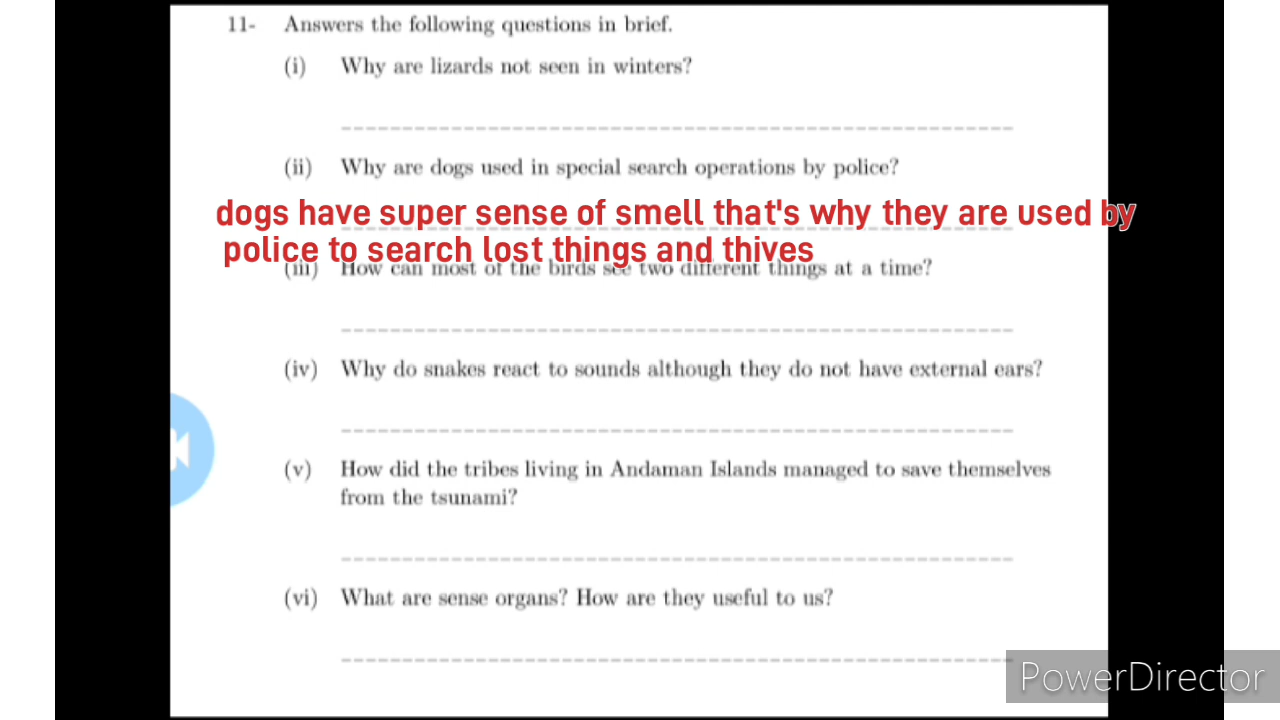 11- Answers the following questions in brief.
(i) Why are lizards not seen in winters?
(ii) Why are dogs used in special search operations by police?
dogs have super sense of smell that's why they are used by
police to search lost things and thives
(iii) How can most of the birds see two different things at a time?
(iv) Why do snakes react to sounds although they do not have external ears?
(v) How did the tribes living in Andaman Islands managed to save themselves
from the tsunami?
(vi) What are sense organs? How are they useful to us?
PowerDirector